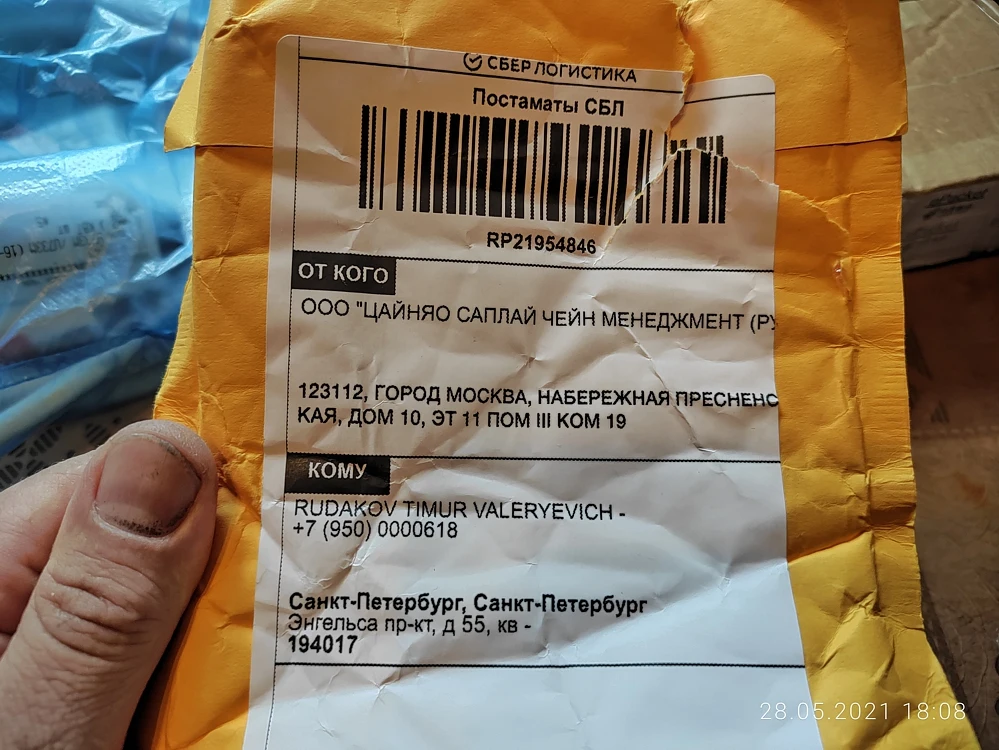 СБЕР ЛОГИСТИКА
Постаматы СБЛ
RP21954846
ОТ КОГО
ООО "ЦАЙНЯО САПЛАЙ ЧЕЙН МЕНЕДЖМЕНТ (РУ
123112, ГОРОД МОСКВА, НАБЕРЕЖНАЯ ПРЕСНЕНС
КАЯ, ДОМ 10, ЭТ 11 ПОМ III КОМ 19
КОМУ
RUDAKOV TIMUR VALERYEVICH -
+7 (950) 0000618
Санкт-Петербург, Санкт-Петербург
Энгельса пр-кт, д 55, кв -
194017
28.05.2021 18:08